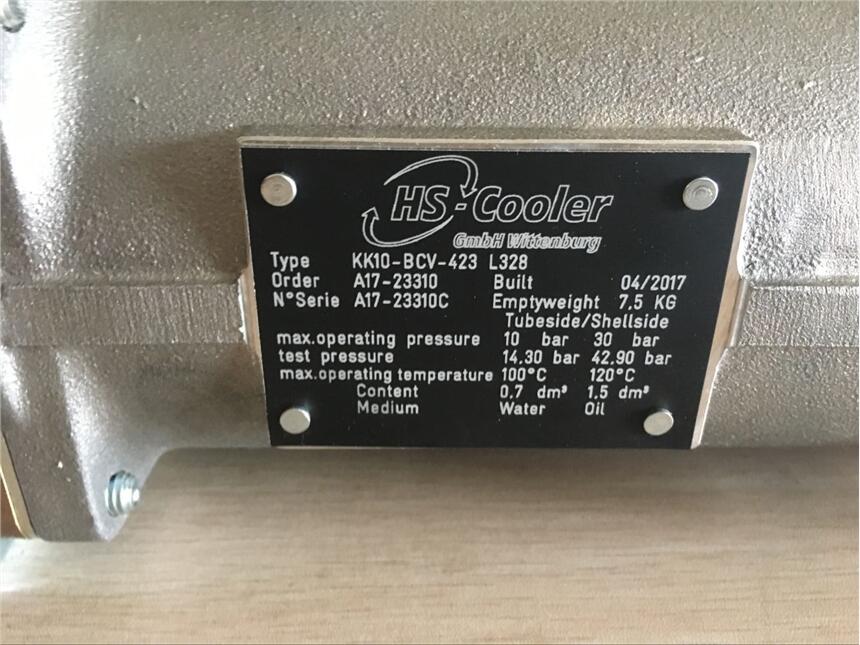 HS-Cooler
GmbH Wittenburg
Type KK10-BCV-423 L328
Order A17-23310 Built 04/2017
N°Serie A17-23310C Emptyweight 7.5 KG
Tubeside/Shellside
max.operating pressure 10 bar 30 bar
test pressure 14.30 bar 42.90 bar
max.operating temperature 100°C 120°C
Content 0.7 dm³ 1.5 dm³
Medium Water Oil